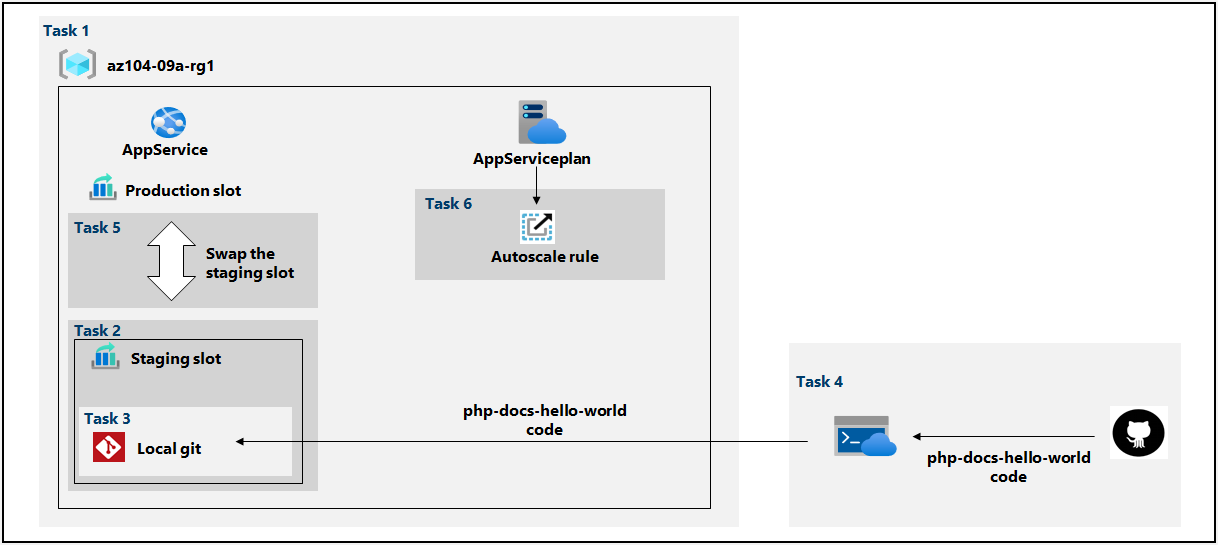 Task 1
az104-09a-rg1
AppService
AppServiceplan
Production slot
Task 6
Autoscale rule
Task 5
Swap the
staging slot
Task 2
Staging slot
Task 3
Local git
php-docs-hello-world
code
Task 4
php-docs-hello-world
code